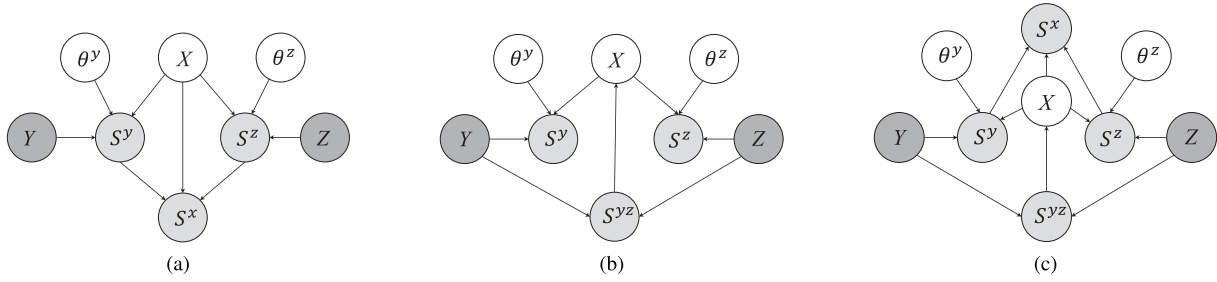 θ^y X θ^z
Y S^y S^z Z
S^x
(a)
θ^y X θ^z
Y S^y S^z Z
S^yz
(b)
S^x
θ^y θ^z
X
Y S^y S^z Z
S^yz
(c)